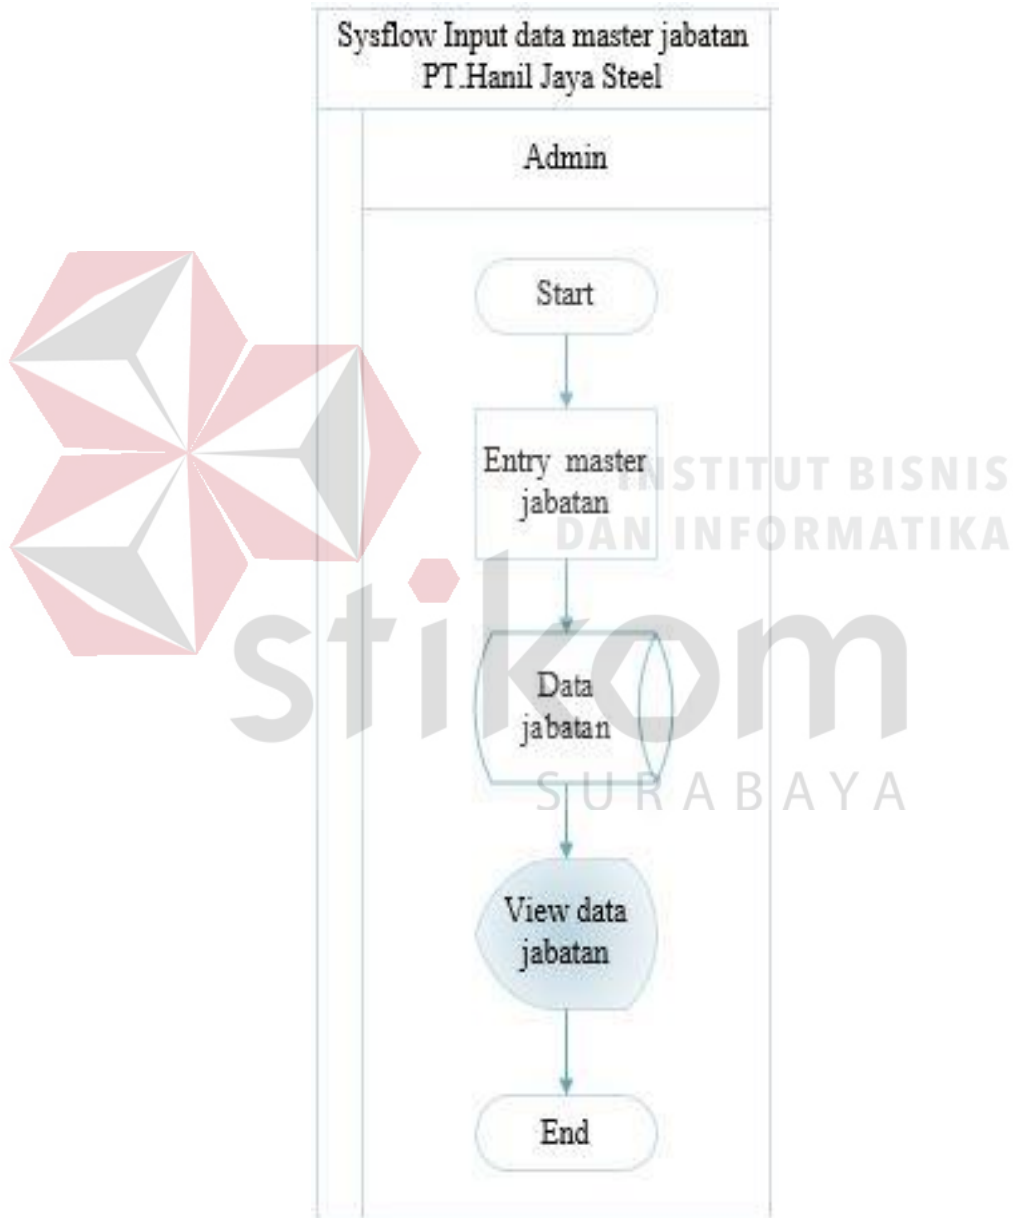 Sysflow Input data master jabatan
PT.Hanil Jaya Steel
Admin
Start
Entry master
jabatan
INSTITUT BISNIS
DAN INFORMATIKA
stikom
SURABAYA
Data
jabatan
View data
jabatan
End